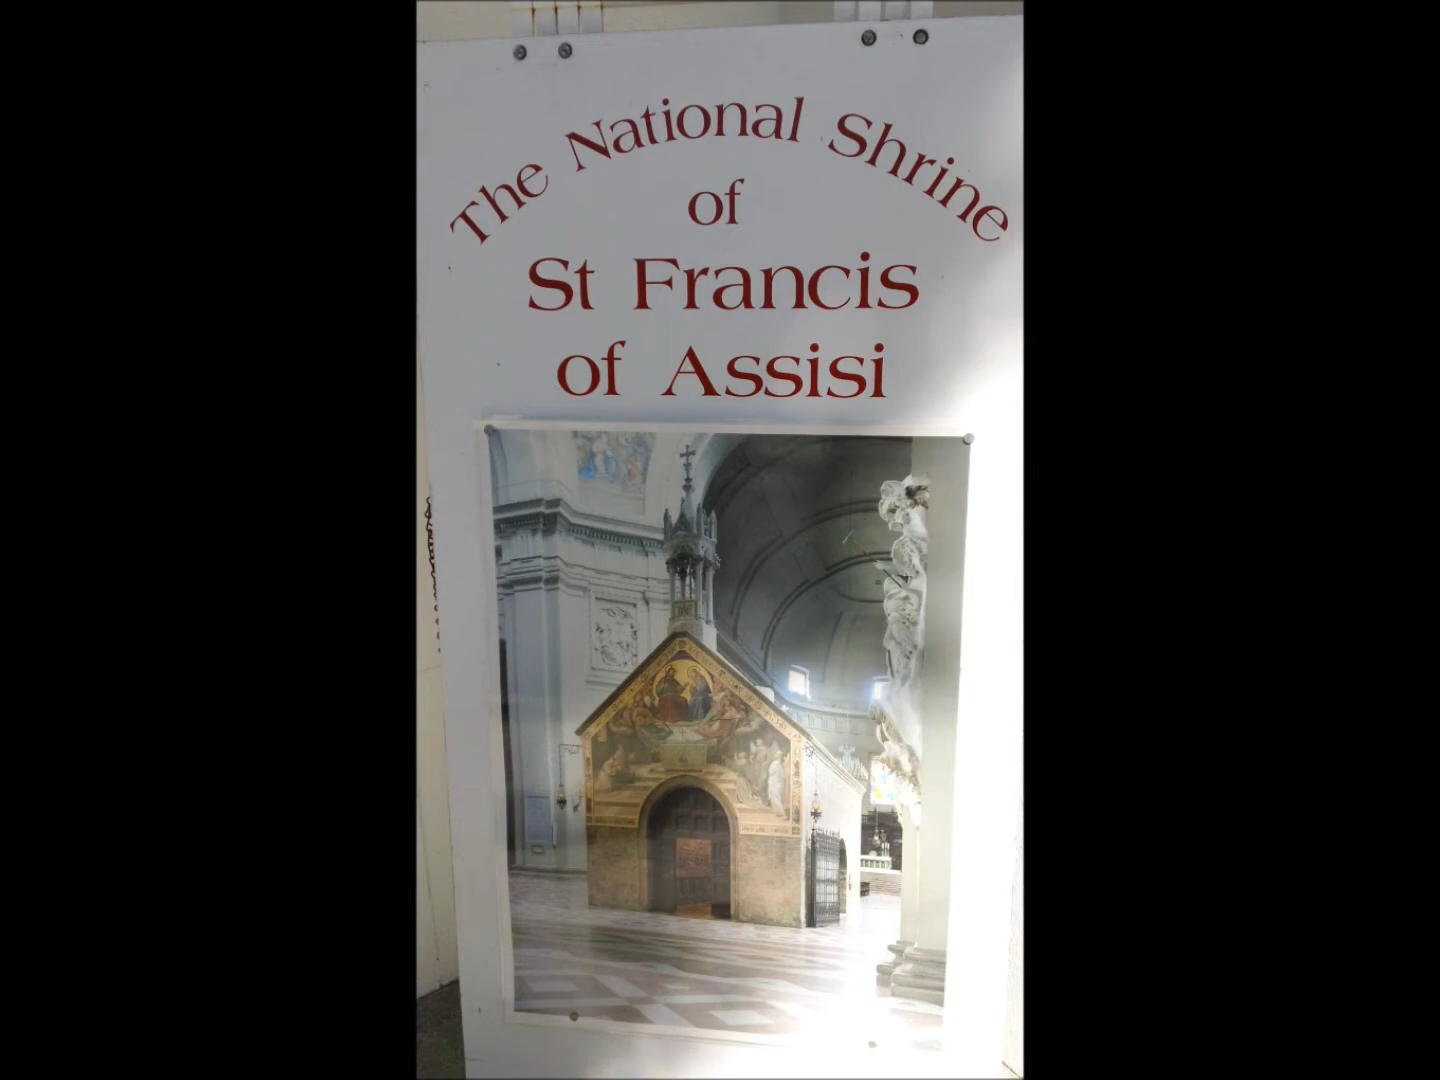 The National Shrine
of
St Francis
of Assisi